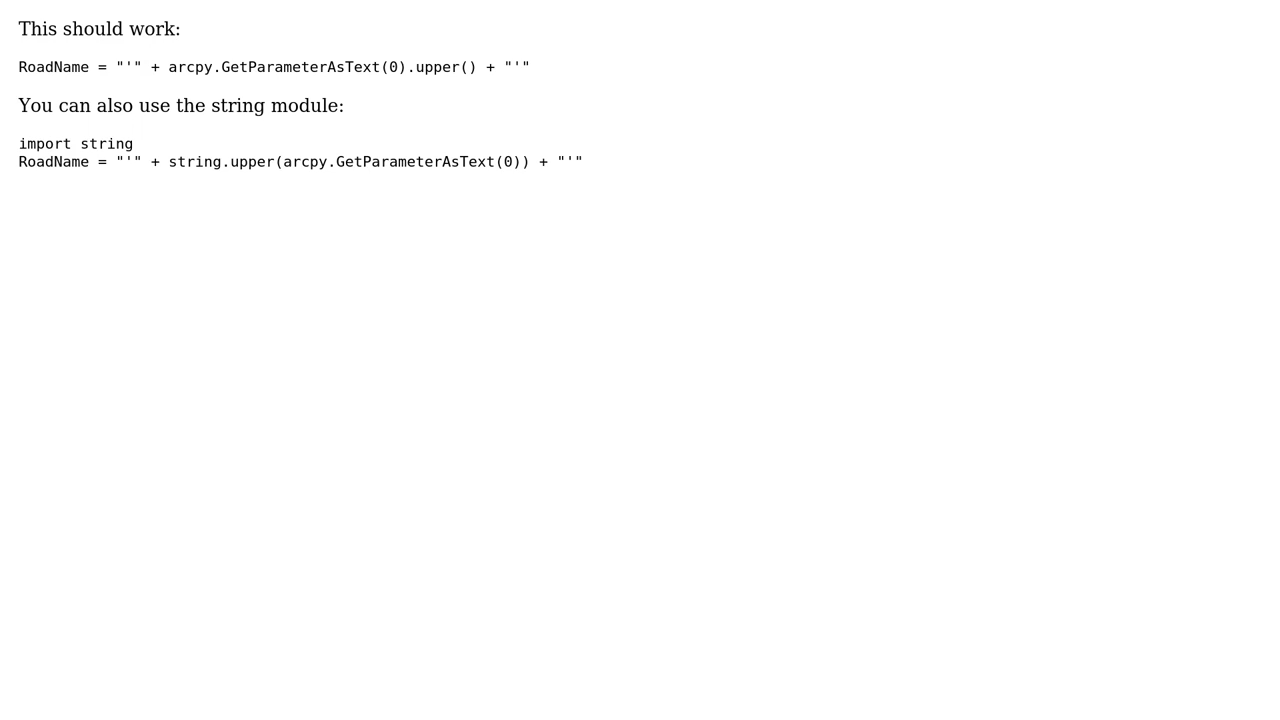 This should work:
RoadName = "'" + arcpy.GetParameterAsText(0).upper() + "'"
You can also use the string module:
import string
RoadName = "'" + string.upper(arcpy.GetParameterAsText(0)) + "'"